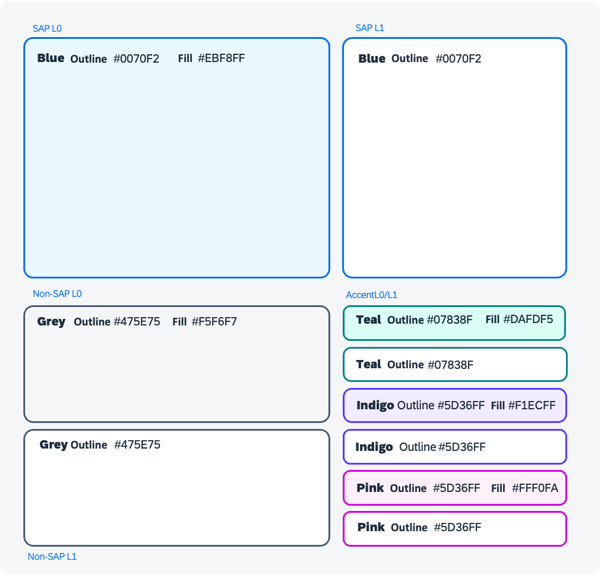 SAP L0
Blue Outline #0070F2 Fill #EBF8FF
SAP L1
Blue Outline #0070F2
Non-SAP L0
Grey Outline #475E75 Fill #F5F6F7
Grey Outline #475E75
Non-SAP L1
AccentL0/L1
Teal Outline #07838F Fill #DAFDF5
Teal Outline #07838F
Indigo Outline #5D36FF Fill #F1ECFF
Indigo Outline #5D36FF
Pink Outline #5D36FF Fill #FFF0FA
Pink Outline #5D36FF